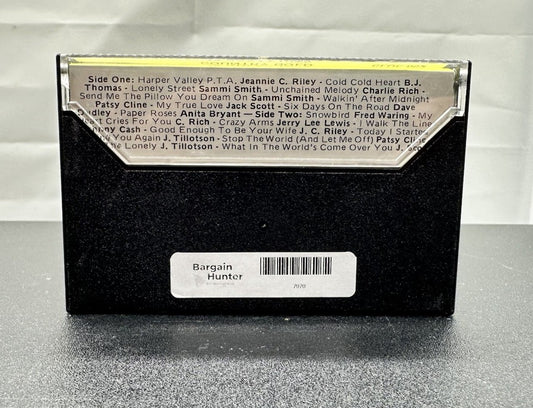 Side One: Harper Valley P.T.A. Jeannie C. Riley - Cold Cold Heart B.J.
Thomas - Lonely Street Sammi Smith - Unchained Melody Charlie Rich -
Send Me The Pillow You Dream On Sammi Smith - Walkin' After Midnight
Patsy Cline - My True Love Jack Scott - Six Days On The Road Dave
dley - Paper Roses Anita Bryant — Side Two: Snowbird Fred Waring - My
eart Cries For You C. Rich - Crazy Arms Jerry Lee Lewis - I Walk The Line
ny Cash - Good Enough To Be Your Wife J. C. Riley - Today I Starte
You Again J. Tillotson - Stop The World (And Let Me Off) Patsy Cline
e Lonely J. Tillotson - What In The World's Come Over You J. Sco
Bargain
Hunter